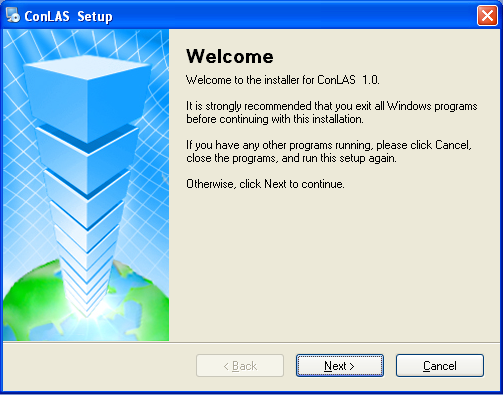 ConLAS Setup
Welcome
Welcome to the installer for ConLAS 1.0.
It is strongly recommended that you exit all Windows programs
before continuing with this installation.
If you have any other programs running, please click Cancel,
close the programs, and run this setup again.
Otherwise, click Next to continue.
< Back
Next >
Cancel